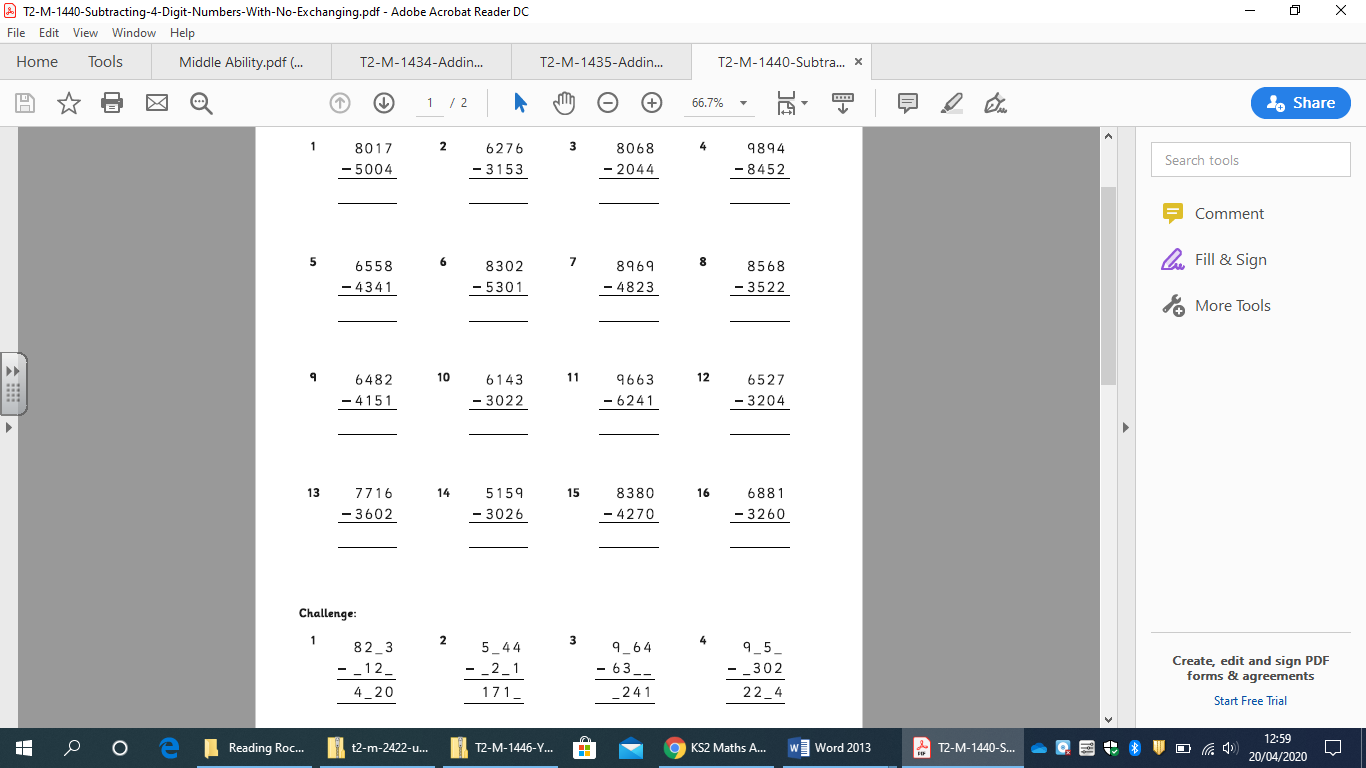 T2-M-1440-Subtracting-4-Digit-Numbers-With-No-Exchanging.pdf - Adobe Acrobat Reader DC
File Edit View Window Help
Home Tools Middle Ability.pdf (... T2-M-1434-Addin... T2-M-1435-Addin... T2-M-1440-Subtra... ×
1 / 2 66.7% Share
1 8017 2 6276 3 8068 4 9894
−5004 −3153 −2044 −8452
5 6558 6 8302 7 8969 8 8568
−4341 −5301 −4823 −3522
9 6482 10 6143 11 9663 12 6527
−4151 −3022 −6241 −3204
13 7716 14 5159 15 8380 16 6881
−3602 −3026 −4270 −3260
Challenge:
1 82_3 2 5_44 3 9_64 4 9_5_
− _12_ − _2_1 − 63__ − _302
4_20 171_ _241 22_4
Search tools
Comment
Fill & Sign
More Tools
Create, edit and sign PDF
forms & agreements
Start Free Trial
Reading Roc... t2-m-2422-u... T2-M-1446-Y... KS2 Maths A... Word 2013 T2-M-1440-S... 12:59
20/04/2020